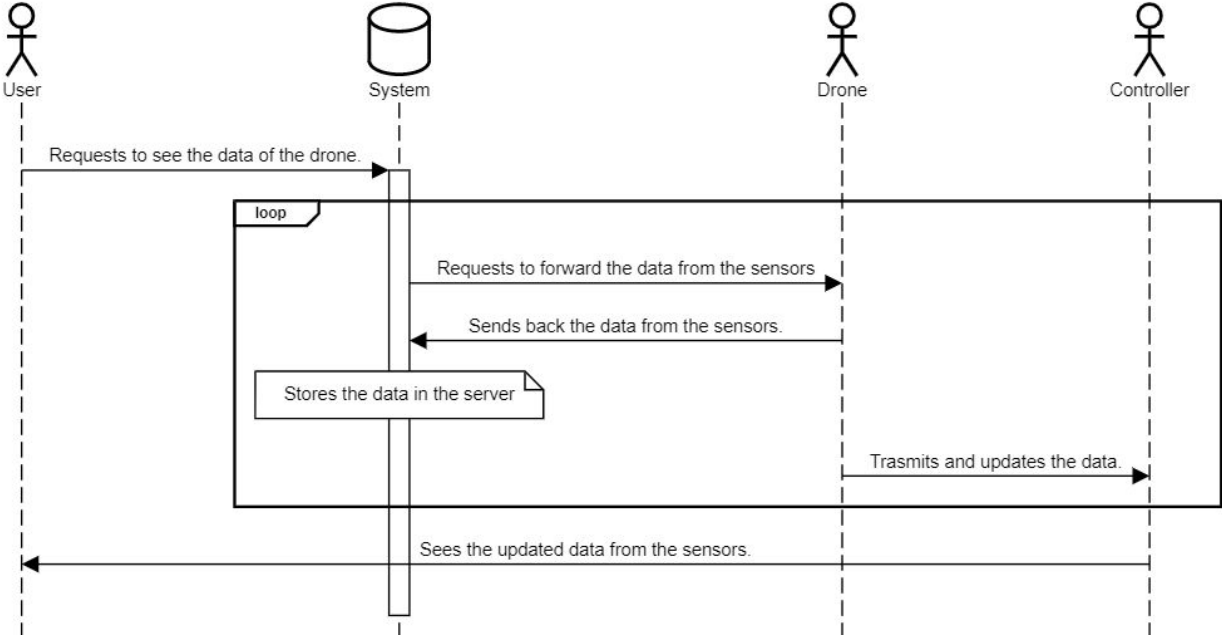 User
System
Drone
Controller
Requests to see the data of the drone.
loop
Requests to forward the data from the sensors
Sends back the data from the sensors.
Stores the data in the server
Trasmits and updates the data.
Sees the updated data from the sensors.